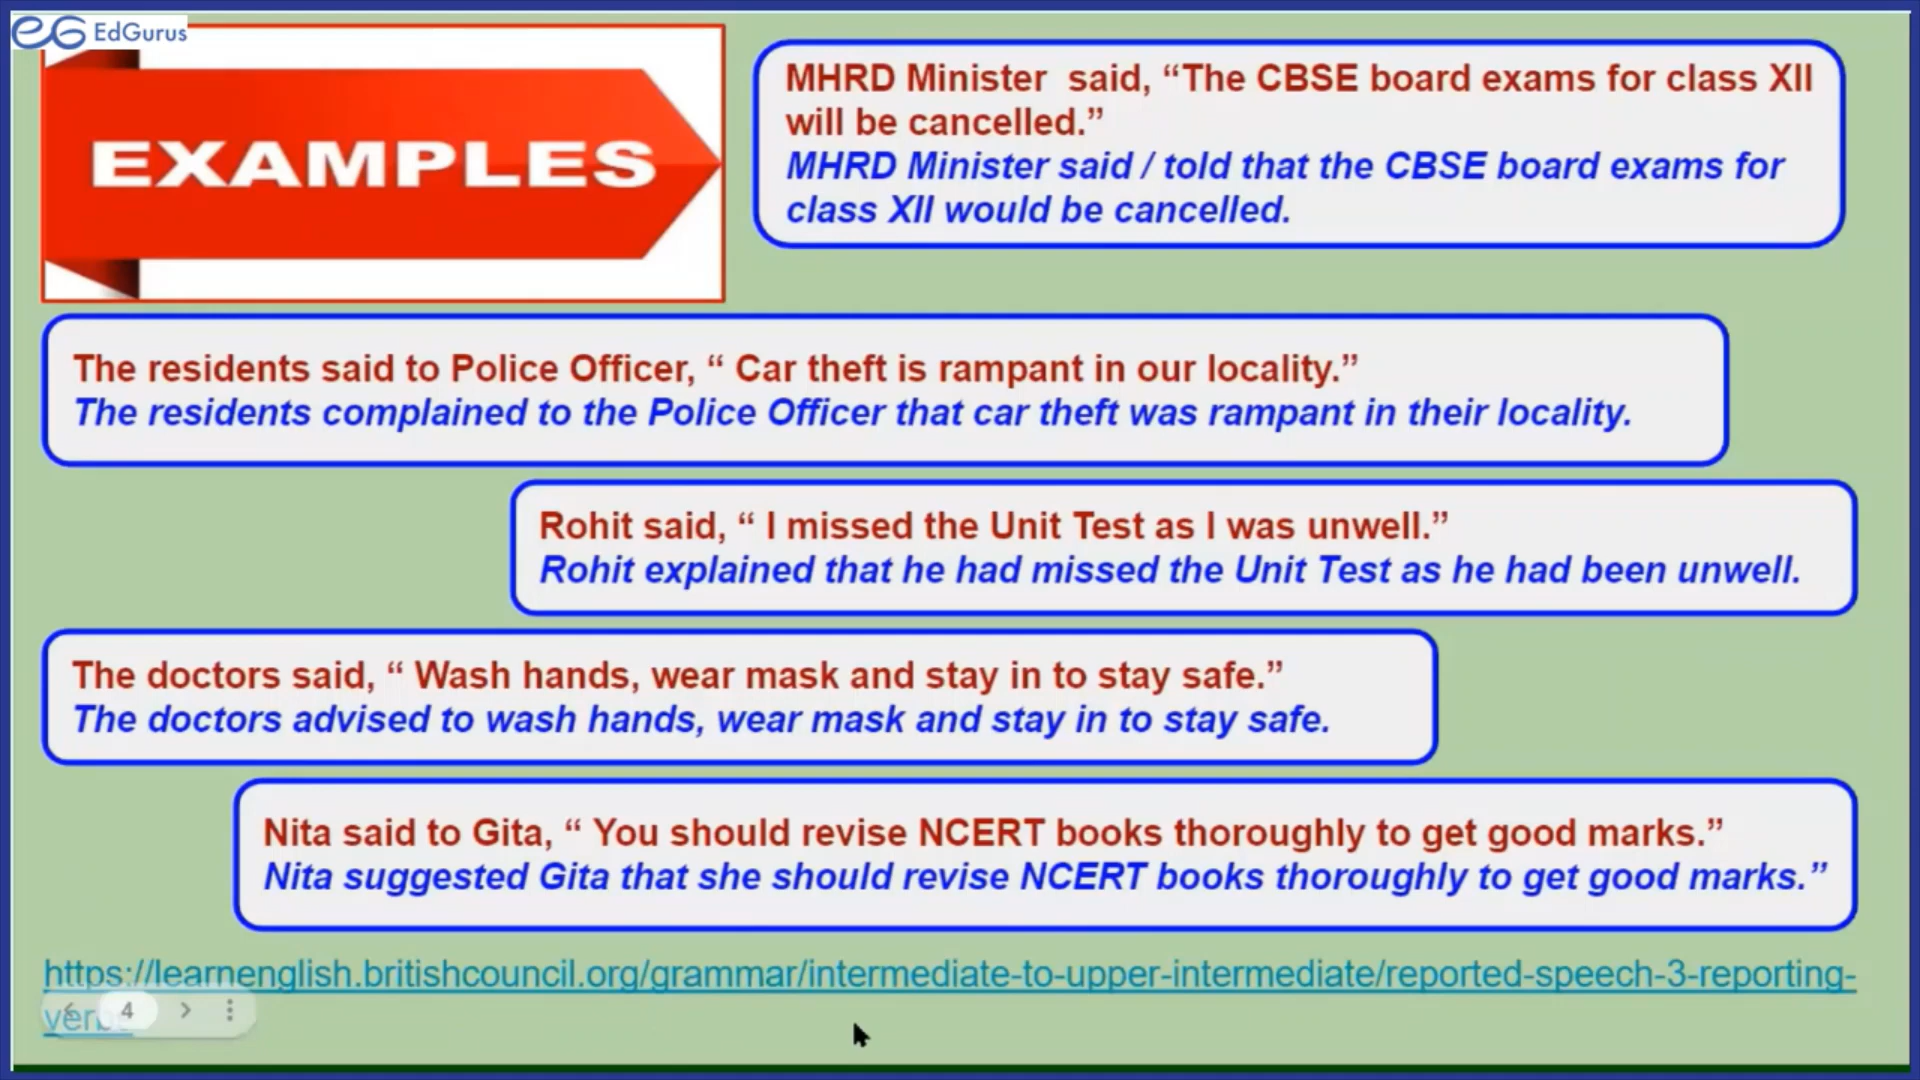 EdGurus
EXAMPLES
MHRD Minister said, “The CBSE board exams for class XII
will be cancelled.”
MHRD Minister said / told that the CBSE board exams for
class XII would be cancelled.
The residents said to Police Officer, “ Car theft is rampant in our locality.”
The residents complained to the Police Officer that car theft was rampant in their locality.
Rohit said, “ I missed the Unit Test as I was unwell.”
Rohit explained that he had missed the Unit Test as he had been unwell.
The doctors said, “ Wash hands, wear mask and stay in to stay safe.”
The doctors advised to wash hands, wear mask and stay in to stay safe.
Nita said to Gita, “ You should revise NCERT books thoroughly to get good marks.”
Nita suggested Gita that she should revise NCERT books thoroughly to get good marks.”
https://learnenglish.britishcouncil.org/grammar/intermediate-to-upper-intermediate/reported-speech-3-reporting-
4